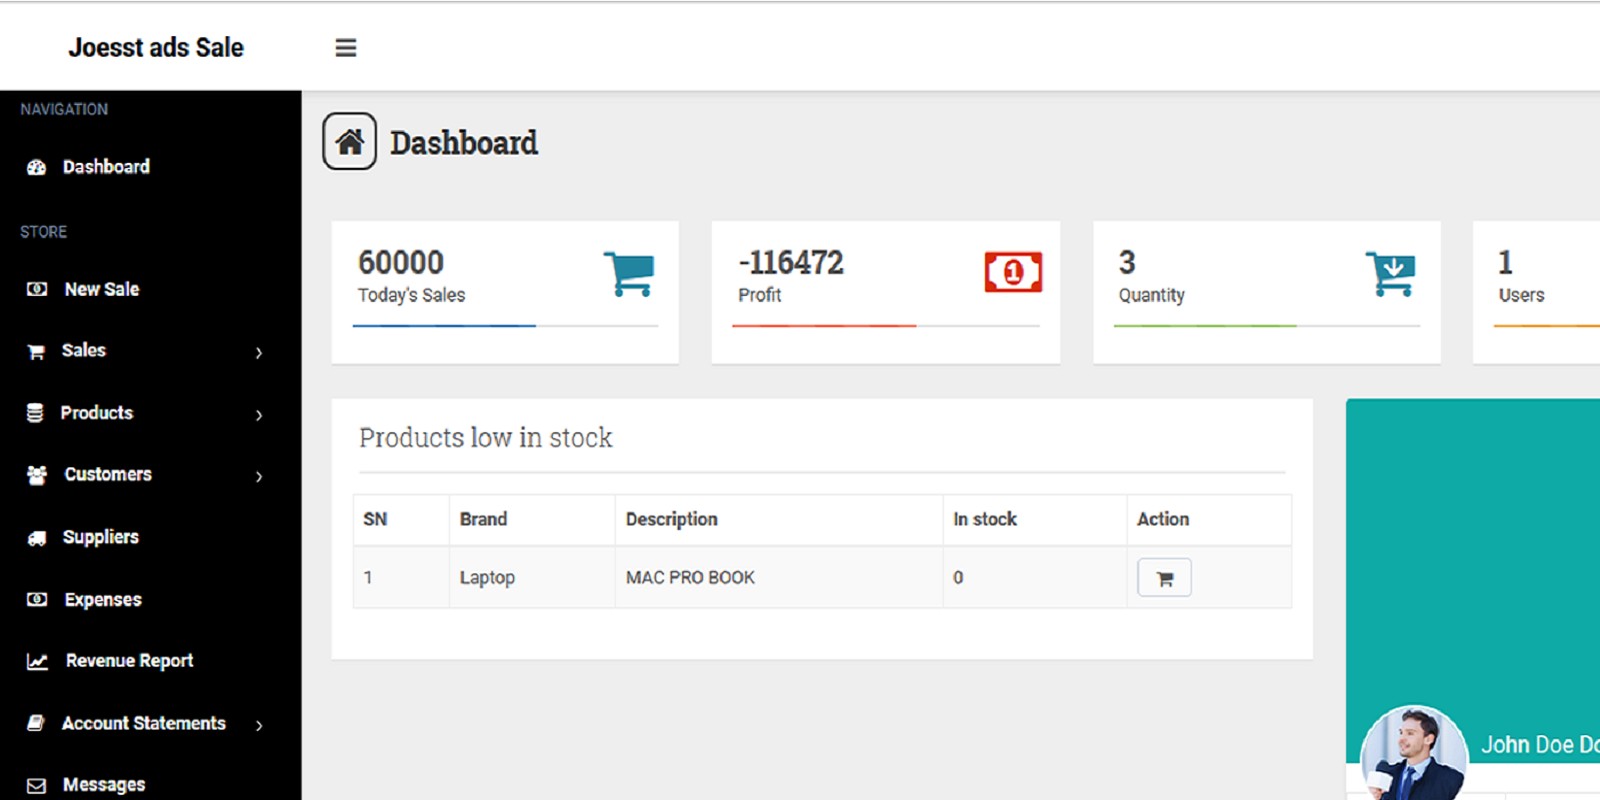 Joesst ads Sale
NAVIGATION
Dashboard
STORE
New Sale
Sales
Products
Customers
Suppliers
Expenses
Revenue Report
Account Statements
Messages
Dashboard
60000
Today's Sales
-116472
Profit
3
Quantity
1
Users
Products low in stock
SN Brand Description In stock Action
1 Laptop MAC PRO BOOK 0
John Doe Do